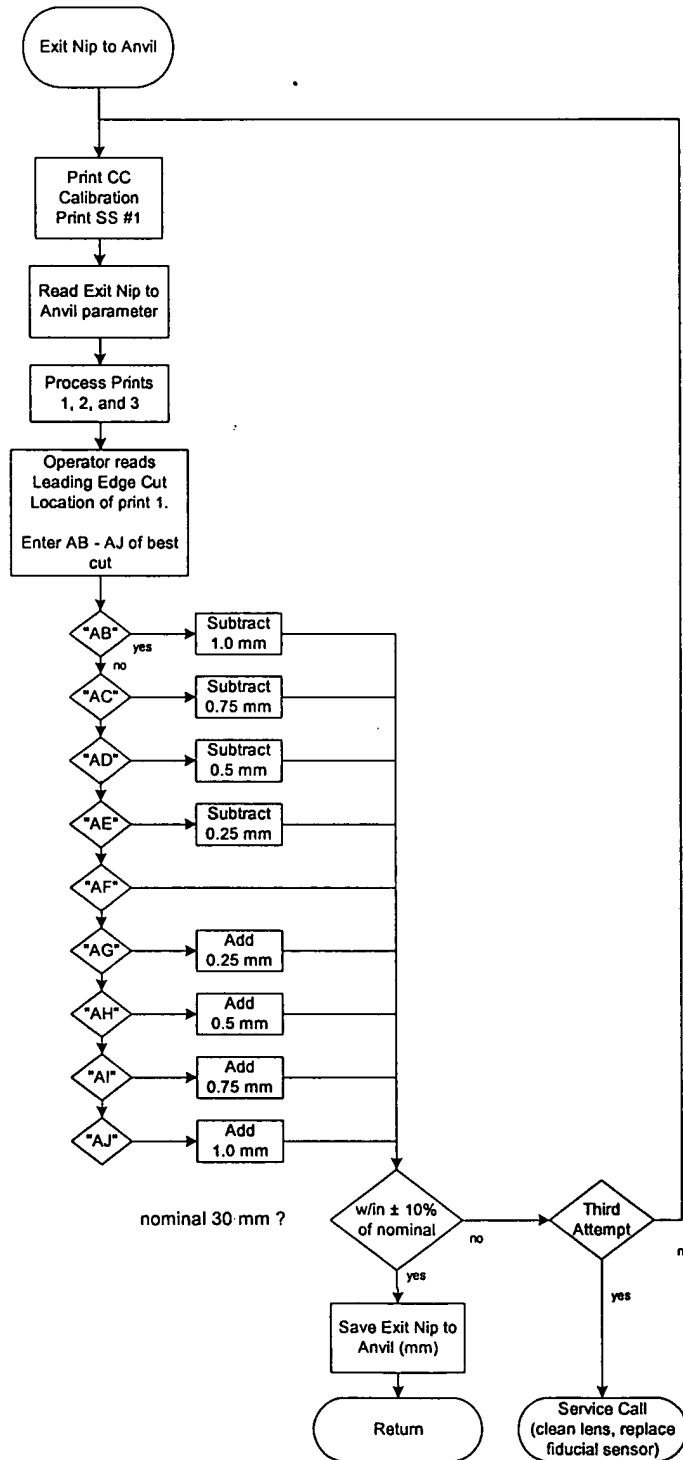 Exit Nip to Anvil
Print CC
Calibration
Print SS #1
Read Exit Nip to
Anvil parameter
Process Prints
1, 2, and 3
Operator reads
Leading Edge Cut
Location of print 1.
Enter AB - AJ of best
cut
"AB"
yes
no
Subtract
1.0 mm
"AC"
Subtract
0.75 mm
"AD"
Subtract
0.5 mm
"AE"
Subtract
0.25 mm
"AF"
"AG"
Add
0.25 mm
"AH"
Add
0.5 mm
"AI"
Add
0.75 mm
"AJ"
Add
1.0 mm
nominal 30 mm ?
w/in ± 10%
of nominal
no
yes
Third
Attempt
n
yes
Save Exit Nip to
Anvil (mm)
Return
Service Call
(clean lens, replace
fiducial sensor)